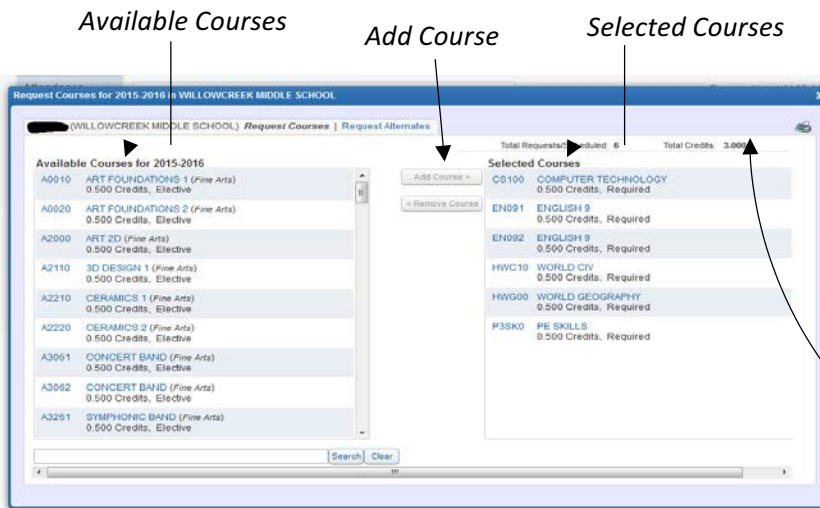 Available Courses
Add Course
Selected Courses
Request Courses for 2015-2016 in WILLOWCREEK MIDDLE SCHOOL
x
(WILLOWCREEK MIDDLE SCHOOL) Request Courses | Request Alternates
Total Requests/Scheduled: 6 Total Credits: 3.000
Available Courses for 2015-2016
A0010 ART FOUNDATIONS 1 (Fine Arts)
0.500 Credits, Elective
A0020 ART FOUNDATIONS 2 (Fine Arts)
0.500 Credits, Elective
A2000 ART 2D (Fine Arts)
0.500 Credits, Elective
A2110 3D DESIGN 1 (Fine Arts)
0.500 Credits, Elective
A2210 CERAMICS 1 (Fine Arts)
0.500 Credits, Elective
A2220 CERAMICS 2 (Fine Arts)
0.500 Credits, Elective
A3061 CONCERT BAND (Fine Arts)
0.500 Credits, Elective
A3062 CONCERT BAND (Fine Arts)
0.500 Credits, Elective
A3261 SYMPHONIC BAND (Fine Arts)
0.500 Credits, Elective
Search Clear
Add Course >
< Remove Course
Selected Courses
CS100 COMPUTER TECHNOLOGY
0.500 Credits, Required
EN091 ENGLISH 9
0.500 Credits, Required
EN092 ENGLISH 9
0.500 Credits, Required
HWC10 WORLD CIV
0.500 Credits, Required
HWG00 WORLD GEOGRAPHY
0.500 Credits, Required
P3SK0 PE SKILLS
0.500 Credits, Required